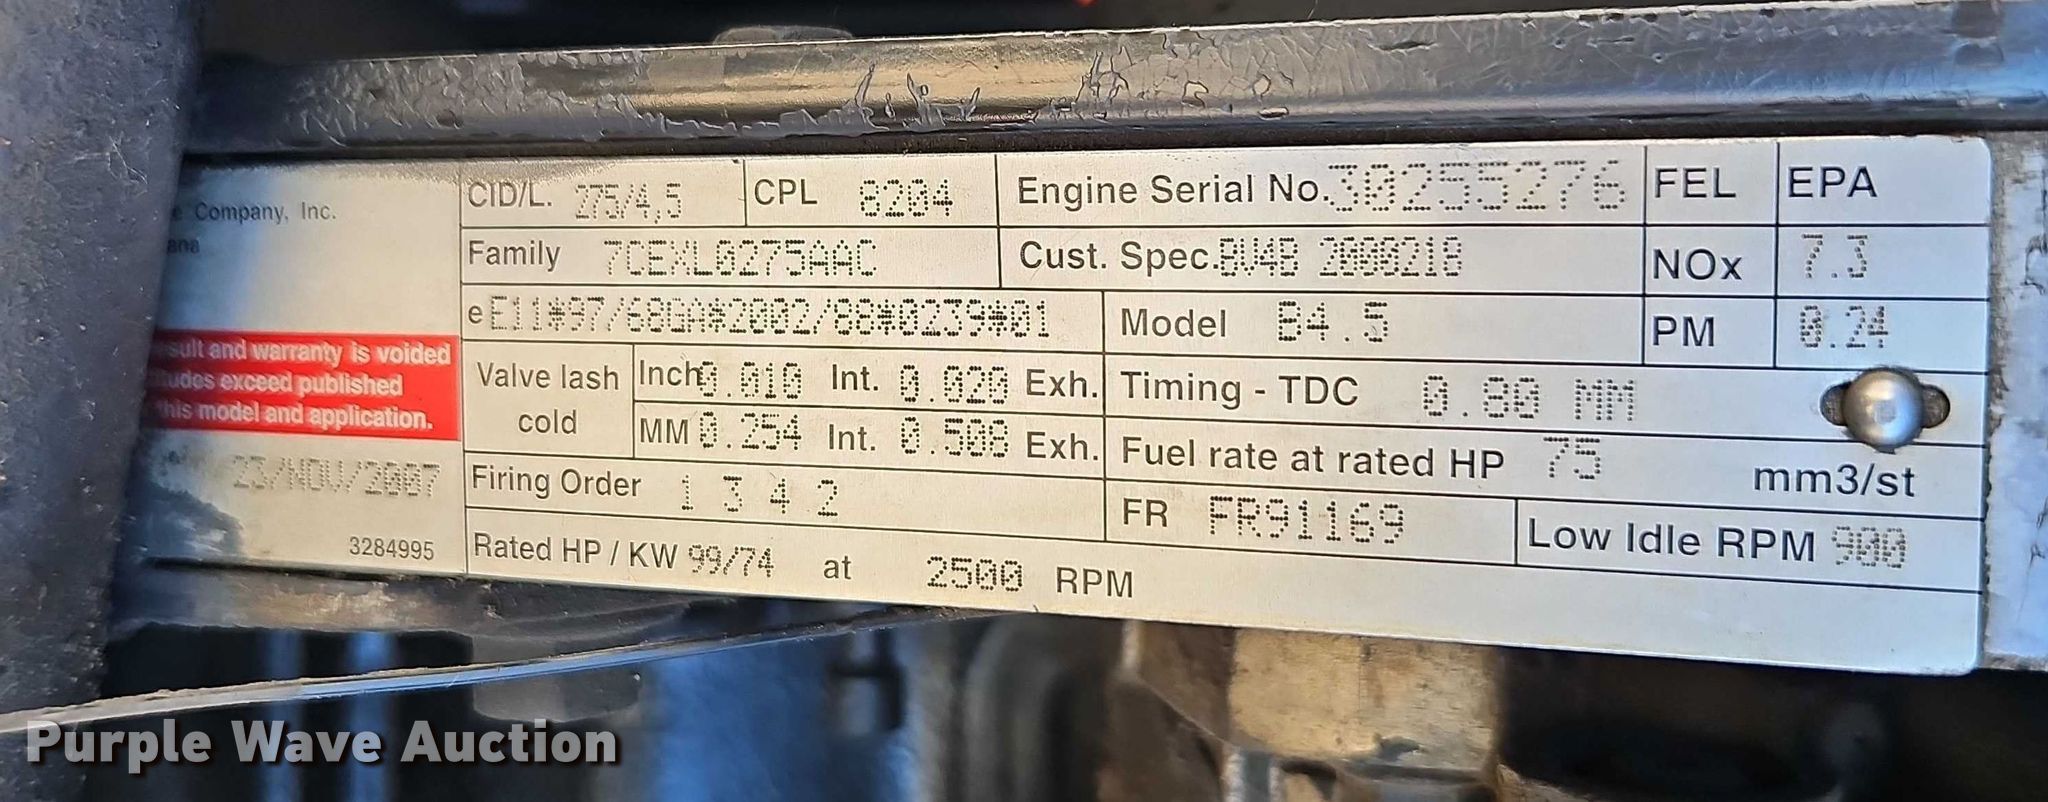 Company, Inc.
ana
sult and warranty is voided
tudes exceed published
this model and application.
23/NOV/2007
3284995
CID/L. 275/4,5 CPL 8204 Engine Serial No. 30255276 FEL EPA
Family 7CEXL0275AAC Cust. Spec. BV4B 2000218 NOx 7.3
e E11*97/68GA*2002/88*0239*01 Model B4.5 PM 0.24
Valve lash cold Inch 0.010 Int. 0.020 Exh. Timing - TDC 0.80 MM
MM 0.254 Int. 0.508 Exh. Fuel rate at rated HP 75 mm3/st
Firing Order 1 3 4 2 FR FR91169 Low Idle RPM 900
Rated HP / KW 99/74 at 2500 RPM
Purple Wave Auction